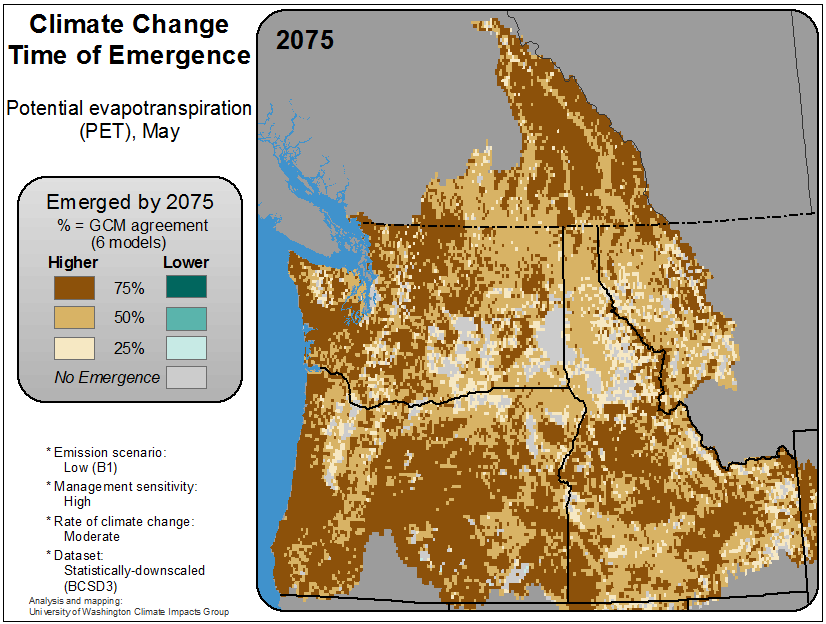 Climate Change
Time of Emergence
Potential evapotranspiration
(PET), May
Emerged by 2075
% = GCM agreement
(6 models)
Higher Lower
75%
50%
25%
No Emergence
* Emission scenario:
Low (B1)
* Management sensitivity:
High
* Rate of climate change:
Moderate
* Dataset:
Statistically-downscaled
(BCSD3)
Analysis and mapping:
University of Washington Climate Impacts Group
2075